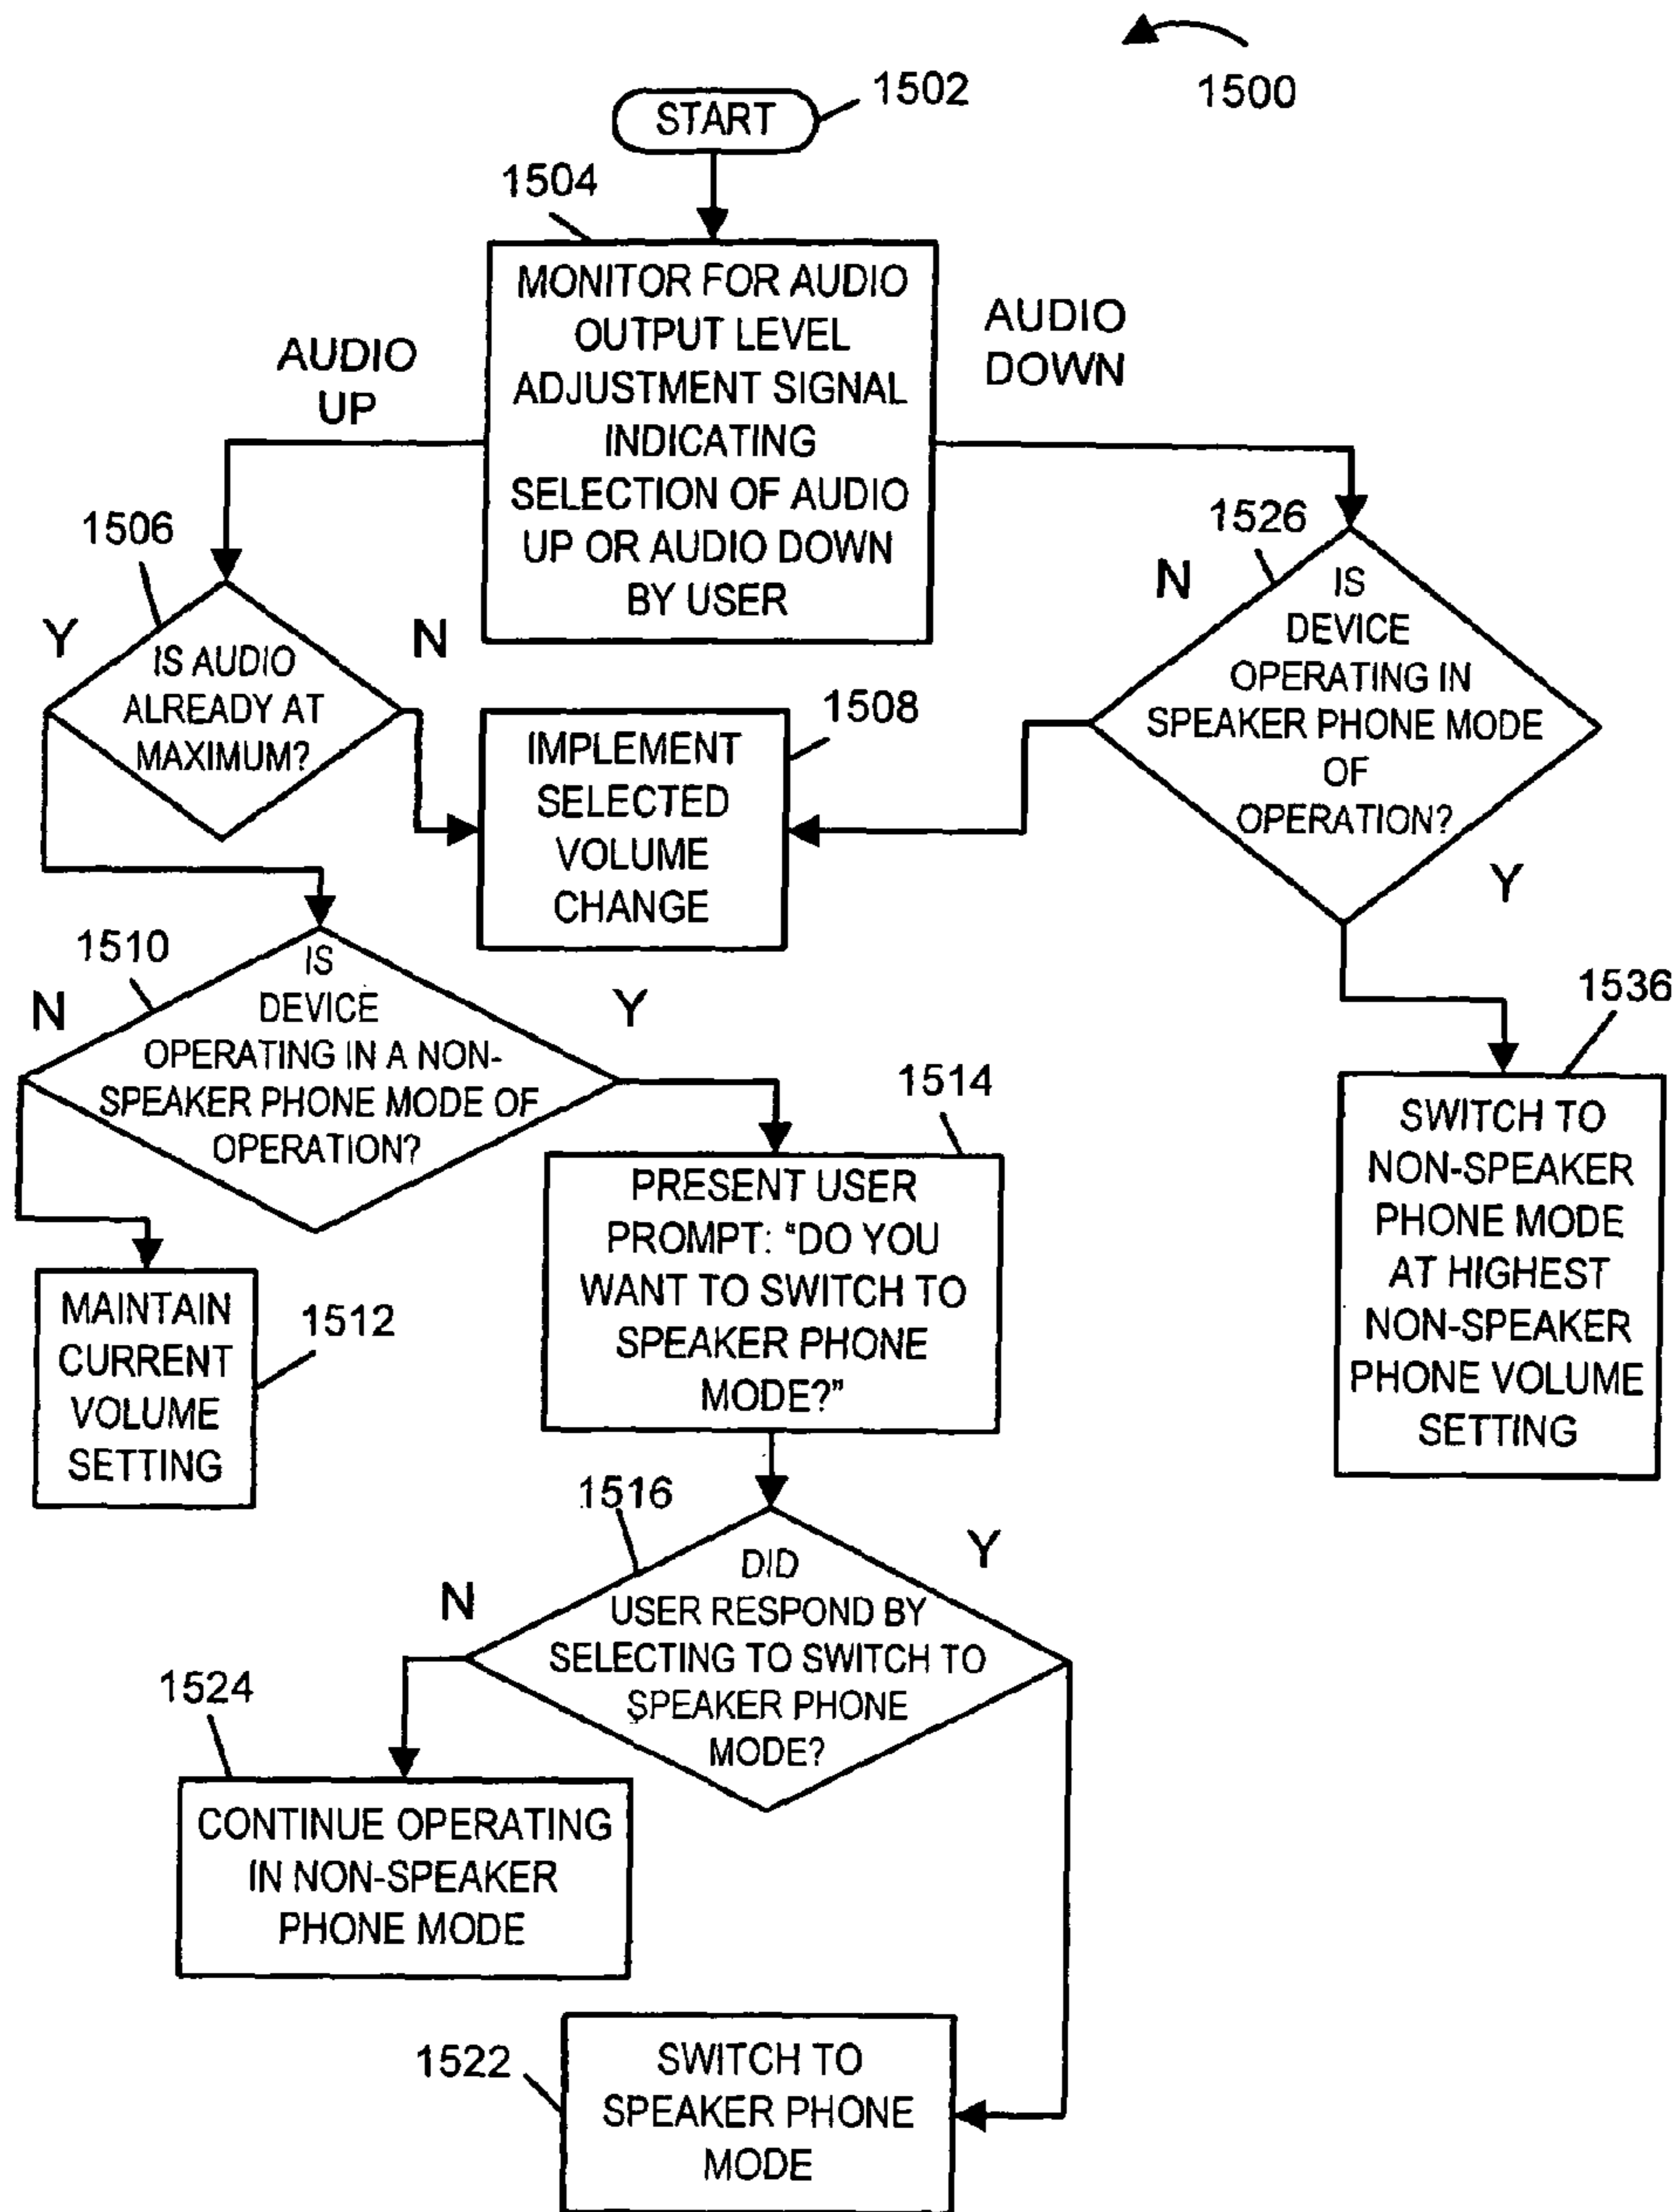 1500
START
1502
1504
MONITOR FOR AUDIO
OUTPUT LEVEL
ADJUSTMENT SIGNAL
INDICATING
SELECTION OF AUDIO
UP OR AUDIO DOWN
BY USER
AUDIO
UP
AUDIO
DOWN
1506
Y
N
IS AUDIO
ALREADY AT
MAXIMUM?
1508
IMPLEMENT
SELECTED
VOLUME
CHANGE
1526
N
IS
DEVICE
OPERATING IN
SPEAKER PHONE MODE
OF
OPERATION?
Y
1510
N
IS
DEVICE
OPERATING IN A NON-
SPEAKER PHONE MODE OF
OPERATION?
Y
1536
SWITCH TO
NON-SPEAKER
PHONE MODE
AT HIGHEST
NON-SPEAKER
PHONE VOLUME
SETTING
1512
MAINTAIN
CURRENT
VOLUME
SETTING
1514
PRESENT USER
PROMPT: “DO YOU
WANT TO SWITCH TO
SPEAKER PHONE
MODE?”
1516
N
DID
USER RESPOND BY
SELECTING TO SWITCH TO
SPEAKER PHONE
MODE?
Y
1524
CONTINUE OPERATING
IN NON-SPEAKER
PHONE MODE
1522
SWITCH TO
SPEAKER PHONE
MODE